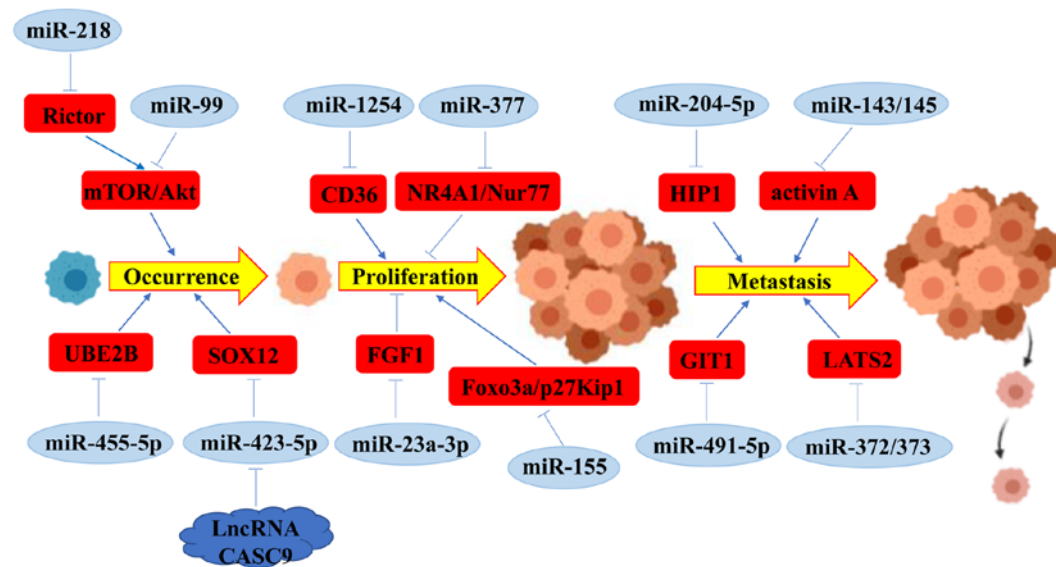 miR-218
miR-99
miR-1254
miR-377
miR-204-5p
miR-143/145
Rictor
mTOR/Akt
CD36
NR4A1/Nur77
HIP1
activin A
Occurrence
Proliferation
Metastasis
UBE2B
SOX12
FGF1
Foxo3a/p27Kip1
GIT1
LATS2
miR-455-5p
miR-423-5p
miR-23a-3p
miR-155
miR-491-5p
miR-372/373
LncRNA
CASC9